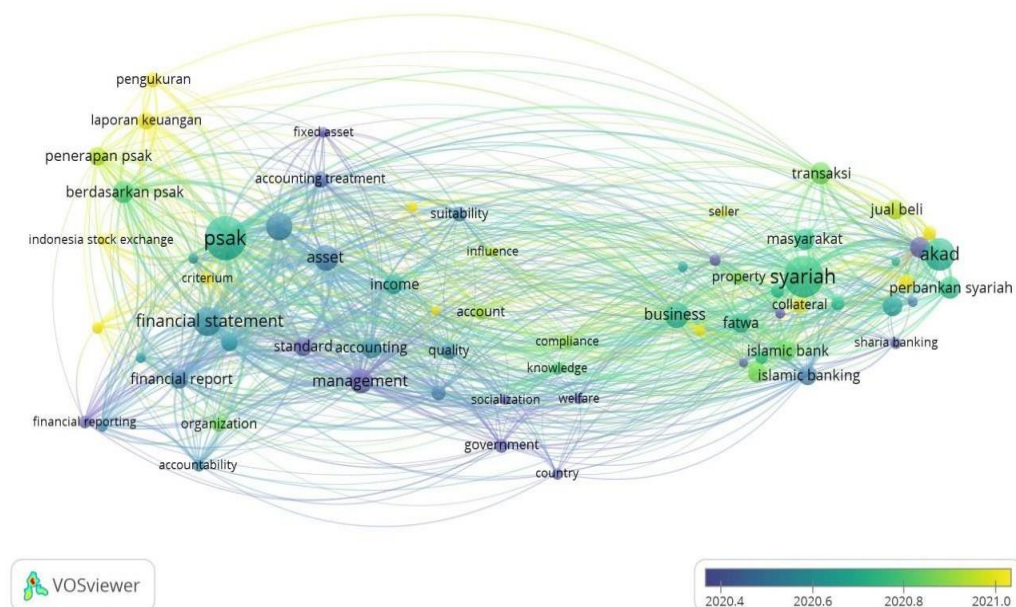 pengukuran
laporan keuangan
fixed asset
penerapan psak
transaksi
accounting treatment
berdasarkan psak
jual beli
seller
suitability
indonesia stock exchange
psak
masyarakat
influence
akad
asset
criterium
property
syariah
income
perbankan syariah
collateral
account
business
financial statement
fatwa
compliance
sharia banking
standard
accounting
quality
islamic bank
knowledge
financial report
management
islamic banking
socialization
welfare
financial reporting
organization
government
accountability
country
VOSviewer
2020.4 2020.6 2020.8 2021.0